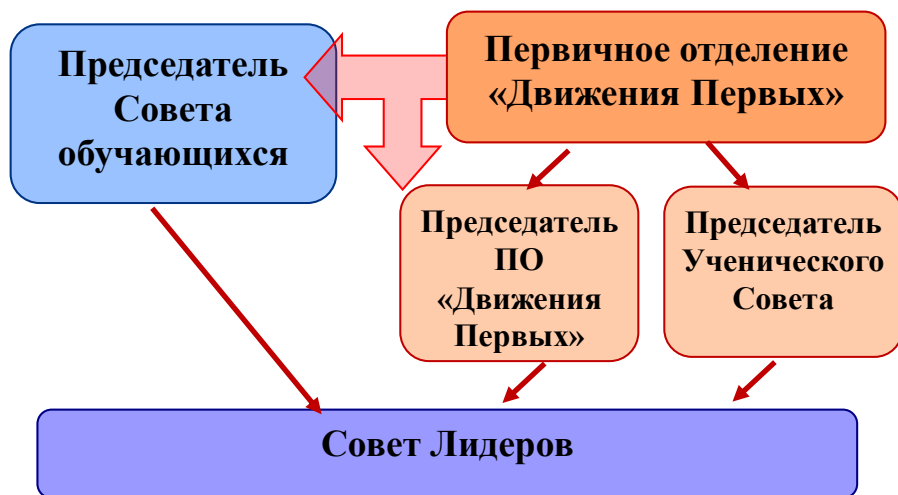 Председатель
Совета
обучающихся
Первичное отделение
«Движения Первых»
Председатель
ПО
«Движения
Первых»
Председатель
Ученического
Совета
Совет Лидеров